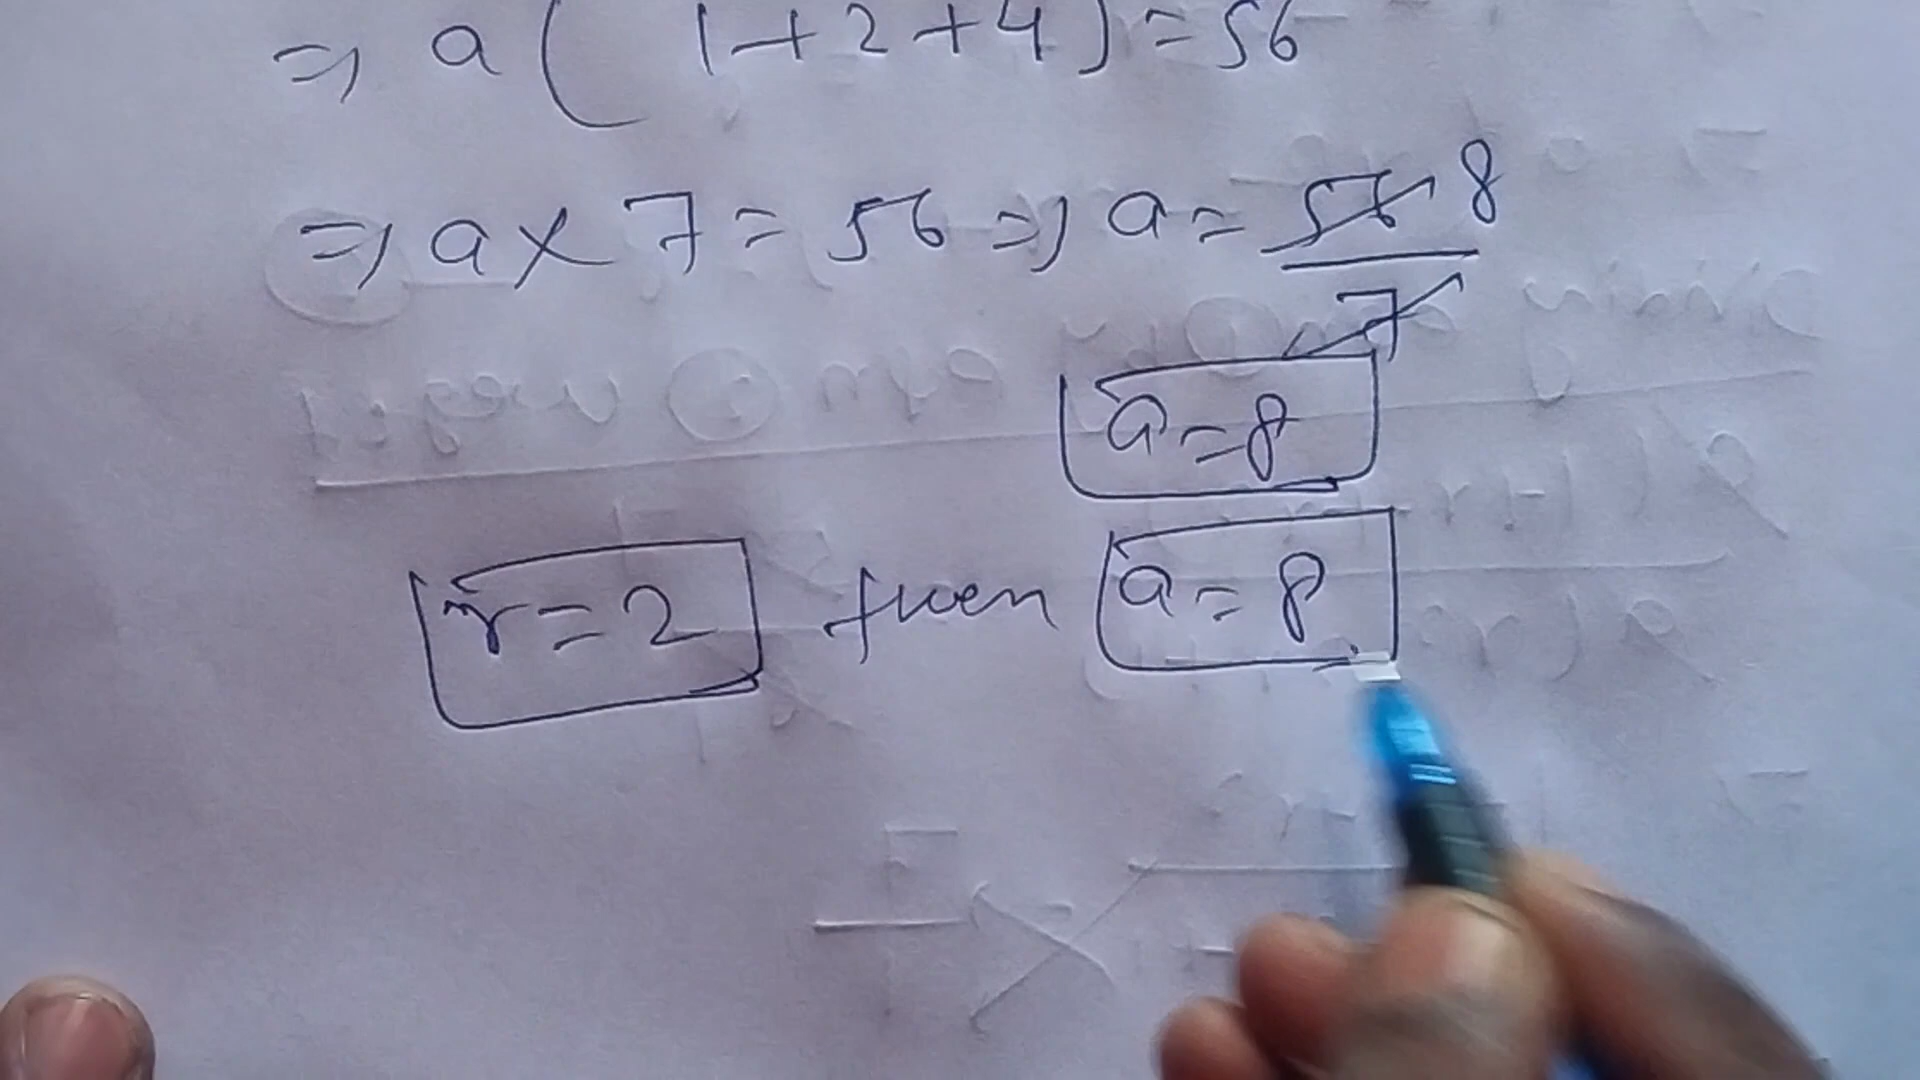 ⇒ a ( 1+2+4) = 56
⇒ a × 7 = 56 ⇒ a = 56 8
7
a = 8
r = 2 then a = 8